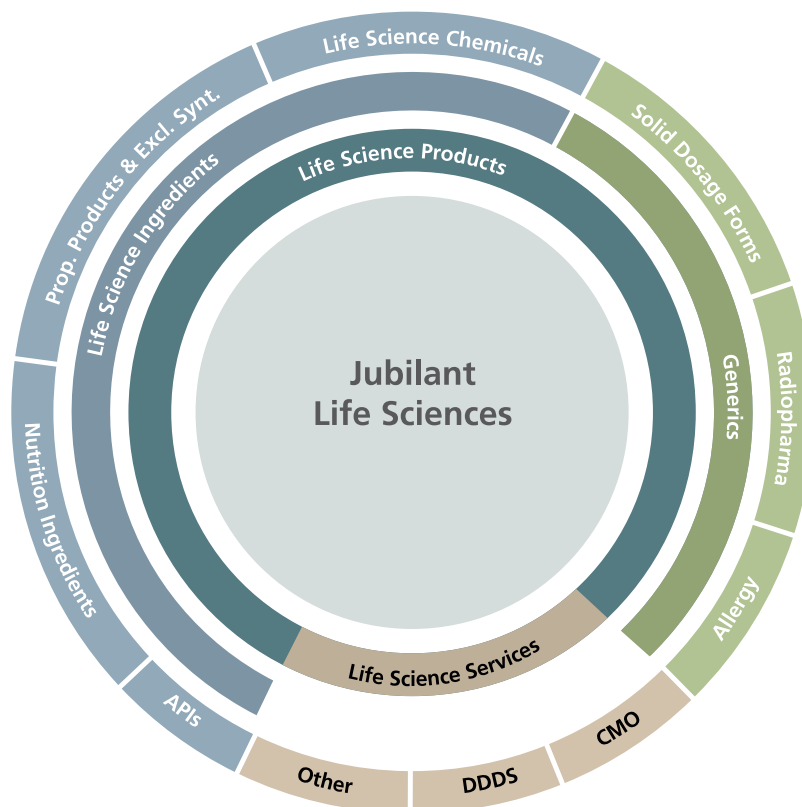 Life Science Chemicals
Prop. Products & Excl. Synt.
Solid Dosage Forms
Life Science Ingredients
Life Science Products
Jubilant
Life Sciences
Generics
Radiopharma
Nutrition Ingredients
Allergy
Life Science Services
APIs
CMO
Other
DDDS